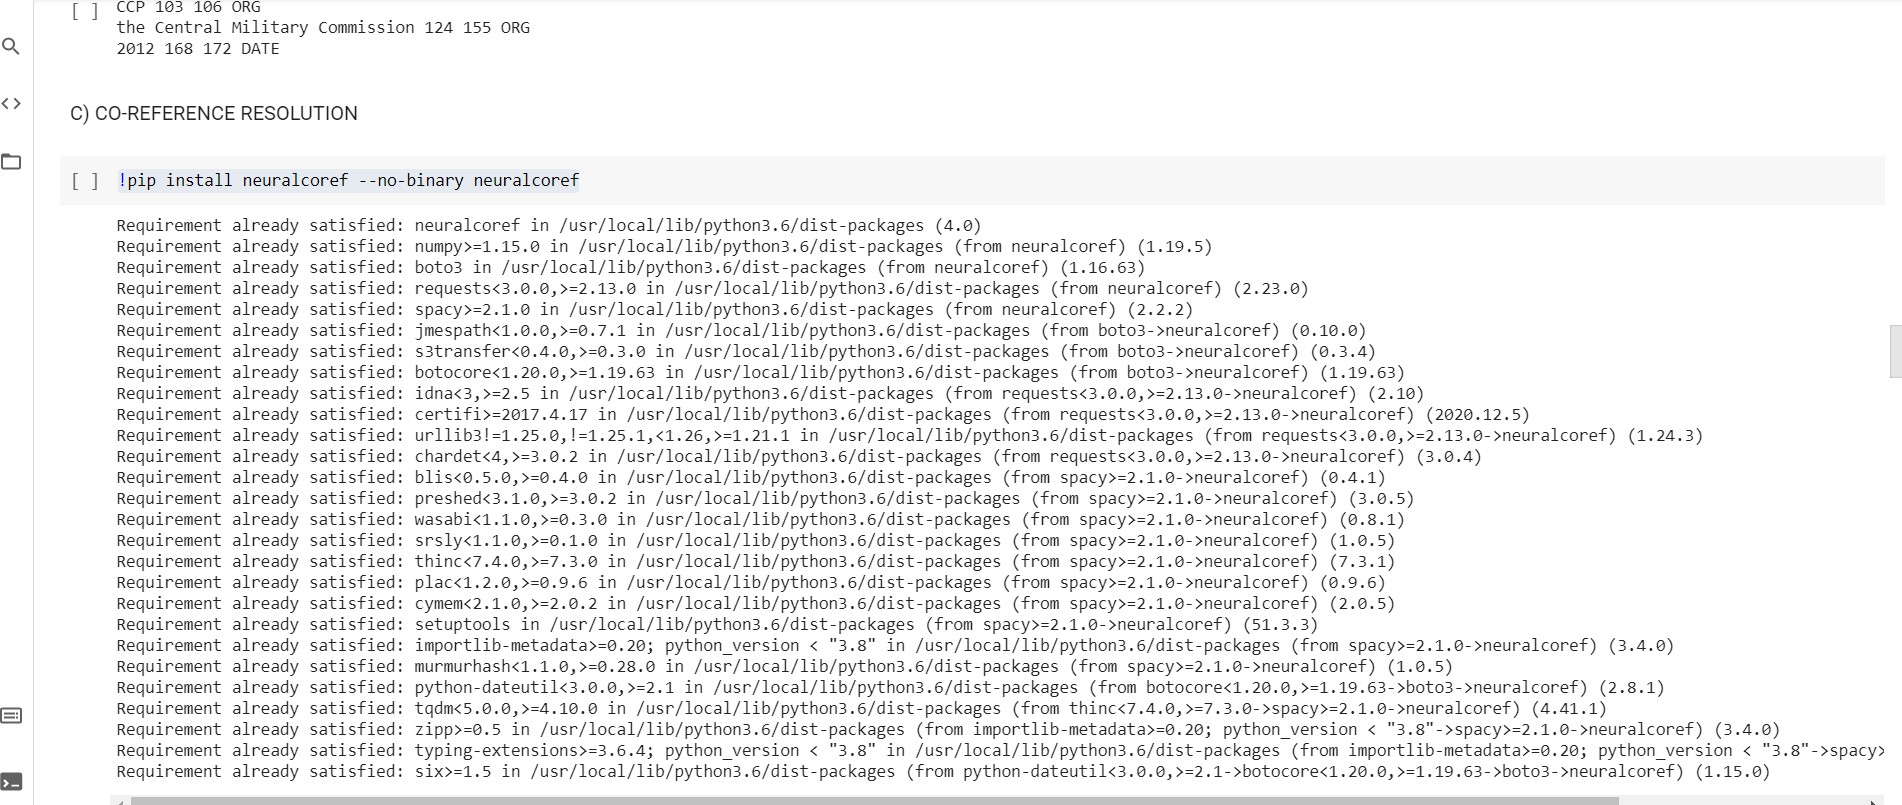 CCP 103 106 ORG
[ ]
the Central Military Commission 124 155 ORG
2012 168 172 DATE
C) CO-REFERENCE RESOLUTION
[ ] !pip install neuralcoref --no-binary neuralcoref
Requirement already satisfied: neuralcoref in /usr/local/lib/python3.6/dist-packages (4.0)
Requirement already satisfied: numpy>=1.15.0 in /usr/local/lib/python3.6/dist-packages (from neuralcoref) (1.19.5)
Requirement already satisfied: boto3 in /usr/local/lib/python3.6/dist-packages (from neuralcoref) (1.16.63)
Requirement already satisfied: requests<3.0.0,>=2.13.0 in /usr/local/lib/python3.6/dist-packages (from neuralcoref) (2.23.0)
Requirement already satisfied: spacy>=2.1.0 in /usr/local/lib/python3.6/dist-packages (from neuralcoref) (2.2.2)
Requirement already satisfied: jmespath<1.0.0,>=0.7.1 in /usr/local/lib/python3.6/dist-packages (from boto3->neuralcoref) (0.10.0)
Requirement already satisfied: s3transfer<0.4.0,>=0.3.0 in /usr/local/lib/python3.6/dist-packages (from boto3->neuralcoref) (0.3.4)
Requirement already satisfied: botocore<1.20.0,>=1.19.63 in /usr/local/lib/python3.6/dist-packages (from boto3->neuralcoref) (1.19.63)
Requirement already satisfied: idna<3,>=2.5 in /usr/local/lib/python3.6/dist-packages (from requests<3.0.0,>=2.13.0->neuralcoref) (2.10)
Requirement already satisfied: certifi>=2017.4.17 in /usr/local/lib/python3.6/dist-packages (from requests<3.0.0,>=2.13.0->neuralcoref) (2020.12.5)
Requirement already satisfied: urllib3!=1.25.0,!=1.25.1,<1.26,>=1.21.1 in /usr/local/lib/python3.6/dist-packages (from requests<3.0.0,>=2.13.0->neuralcoref) (1.24.3)
Requirement already satisfied: chardet<4,>=3.0.2 in /usr/local/lib/python3.6/dist-packages (from requests<3.0.0,>=2.13.0->neuralcoref) (3.0.4)
Requirement already satisfied: blis<0.5.0,>=0.4.0 in /usr/local/lib/python3.6/dist-packages (from spacy>=2.1.0->neuralcoref) (0.4.1)
Requirement already satisfied: preshed<3.1.0,>=3.0.2 in /usr/local/lib/python3.6/dist-packages (from spacy>=2.1.0->neuralcoref) (3.0.5)
Requirement already satisfied: wasabi<1.1.0,>=0.3.0 in /usr/local/lib/python3.6/dist-packages (from spacy>=2.1.0->neuralcoref) (0.8.1)
Requirement already satisfied: srsly<1.1.0,>=0.1.0 in /usr/local/lib/python3.6/dist-packages (from spacy>=2.1.0->neuralcoref) (1.0.5)
Requirement already satisfied: thinc<7.4.0,>=7.3.0 in /usr/local/lib/python3.6/dist-packages (from spacy>=2.1.0->neuralcoref) (7.3.1)
Requirement already satisfied: plac<1.2.0,>=0.9.6 in /usr/local/lib/python3.6/dist-packages (from spacy>=2.1.0->neuralcoref) (0.9.6)
Requirement already satisfied: cymem<2.1.0,>=2.0.2 in /usr/local/lib/python3.6/dist-packages (from spacy>=2.1.0->neuralcoref) (2.0.5)
Requirement already satisfied: setuptools in /usr/local/lib/python3.6/dist-packages (from spacy>=2.1.0->neuralcoref) (51.3.3)
Requirement already satisfied: importlib-metadata>=0.20; python_version < "3.8" in /usr/local/lib/python3.6/dist-packages (from spacy>=2.1.0->neuralcoref) (3.4.0)
Requirement already satisfied: murmurhash<1.1.0,>=0.28.0 in /usr/local/lib/python3.6/dist-packages (from spacy>=2.1.0->neuralcoref) (1.0.5)
Requirement already satisfied: python-dateutil<3.0.0,>=2.1 in /usr/local/lib/python3.6/dist-packages (from botocore<1.20.0,>=1.19.63->boto3->neuralcoref) (2.8.1)
Requirement already satisfied: tqdm<5.0.0,>=4.10.0 in /usr/local/lib/python3.6/dist-packages (from thinc<7.4.0,>=7.3.0->spacy>=2.1.0->neuralcoref) (4.41.1)
Requirement already satisfied: zipp>=0.5 in /usr/local/lib/python3.6/dist-packages (from importlib-metadata>=0.20; python_version < "3.8"->spacy>=2.1.0->neuralcoref) (3.4.0)
Requirement already satisfied: typing-extensions>=3.6.4; python_version < "3.8" in /usr/local/lib/python3.6/dist-packages (from importlib-metadata>=0.20; python_version < "3.8"->spacy>
Requirement already satisfied: six>=1.5 in /usr/local/lib/python3.6/dist-packages (from python-dateutil<3.0.0,>=2.1->botocore<1.20.0,>=1.19.63->boto3->neuralcoref) (1.15.0)